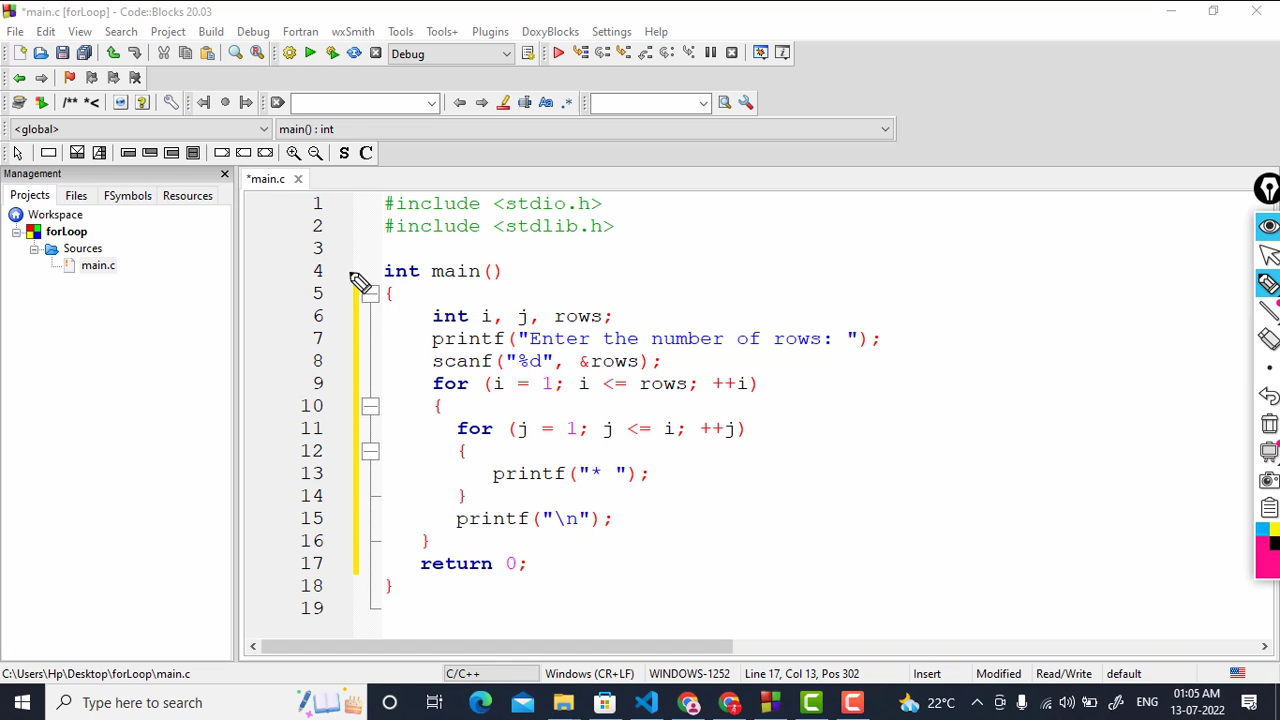 *main.c [forLoop] - Code::Blocks 20.03
File Edit View Search Project Build Debug Fortran wxSmith Tools Tools+ Plugins DoxyBlocks Settings Help
Debug
/** *<
<global> main() : int
S C
Management
*main.c
Projects Files FSymbols Resources
Workspace
forLoop
Sources
main.c
1 #include <stdio.h>
2 #include <stdlib.h>
3
4 int main()
5 {
6 int i, j, rows;
7 printf("Enter the number of rows: ");
8 scanf("%d", &rows);
9 for (i = 1; i <= rows; ++i)
10 {
11 for (j = 1; j <= i; ++j)
12 {
13 printf("* ");
14 }
15 printf("\n");
16 }
17 return 0;
18 }
19
C:\Users\Hp\Desktop\forLoop\main.c C/C++ Windows (CR+LF) WINDOWS-1252 Line 17, Col 13, Pos 302 Insert Modified Read/Write default
Type here to search 22°C ENG 01:05 AM
13-07-2022